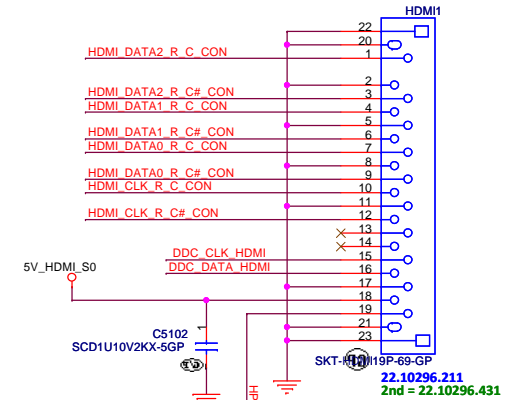 HDMI1
22
20
HDMI_DATA2_R_C_CON 1
2
HDMI_DATA2_R_C#_CON 3
HDMI_DATA1_R_C_CON 4
5
HDMI_DATA1_R_C#_CON 6
HDMI_DATA0_R_C_CON 7
8
HDMI_DATA0_R_C#_CON 9
HDMI_CLK_R_C_CON 10
11
HDMI_CLK_R_C#_CON 12
13
14
DDC_CLK_HDMI 15
5V_HDMI_S0 DDC_DATA_HDMI 16
17
18
19
21
1
C5102 23
SCD1U10V2KX-5GP
22.10296.211
2nd = 22.10296.431